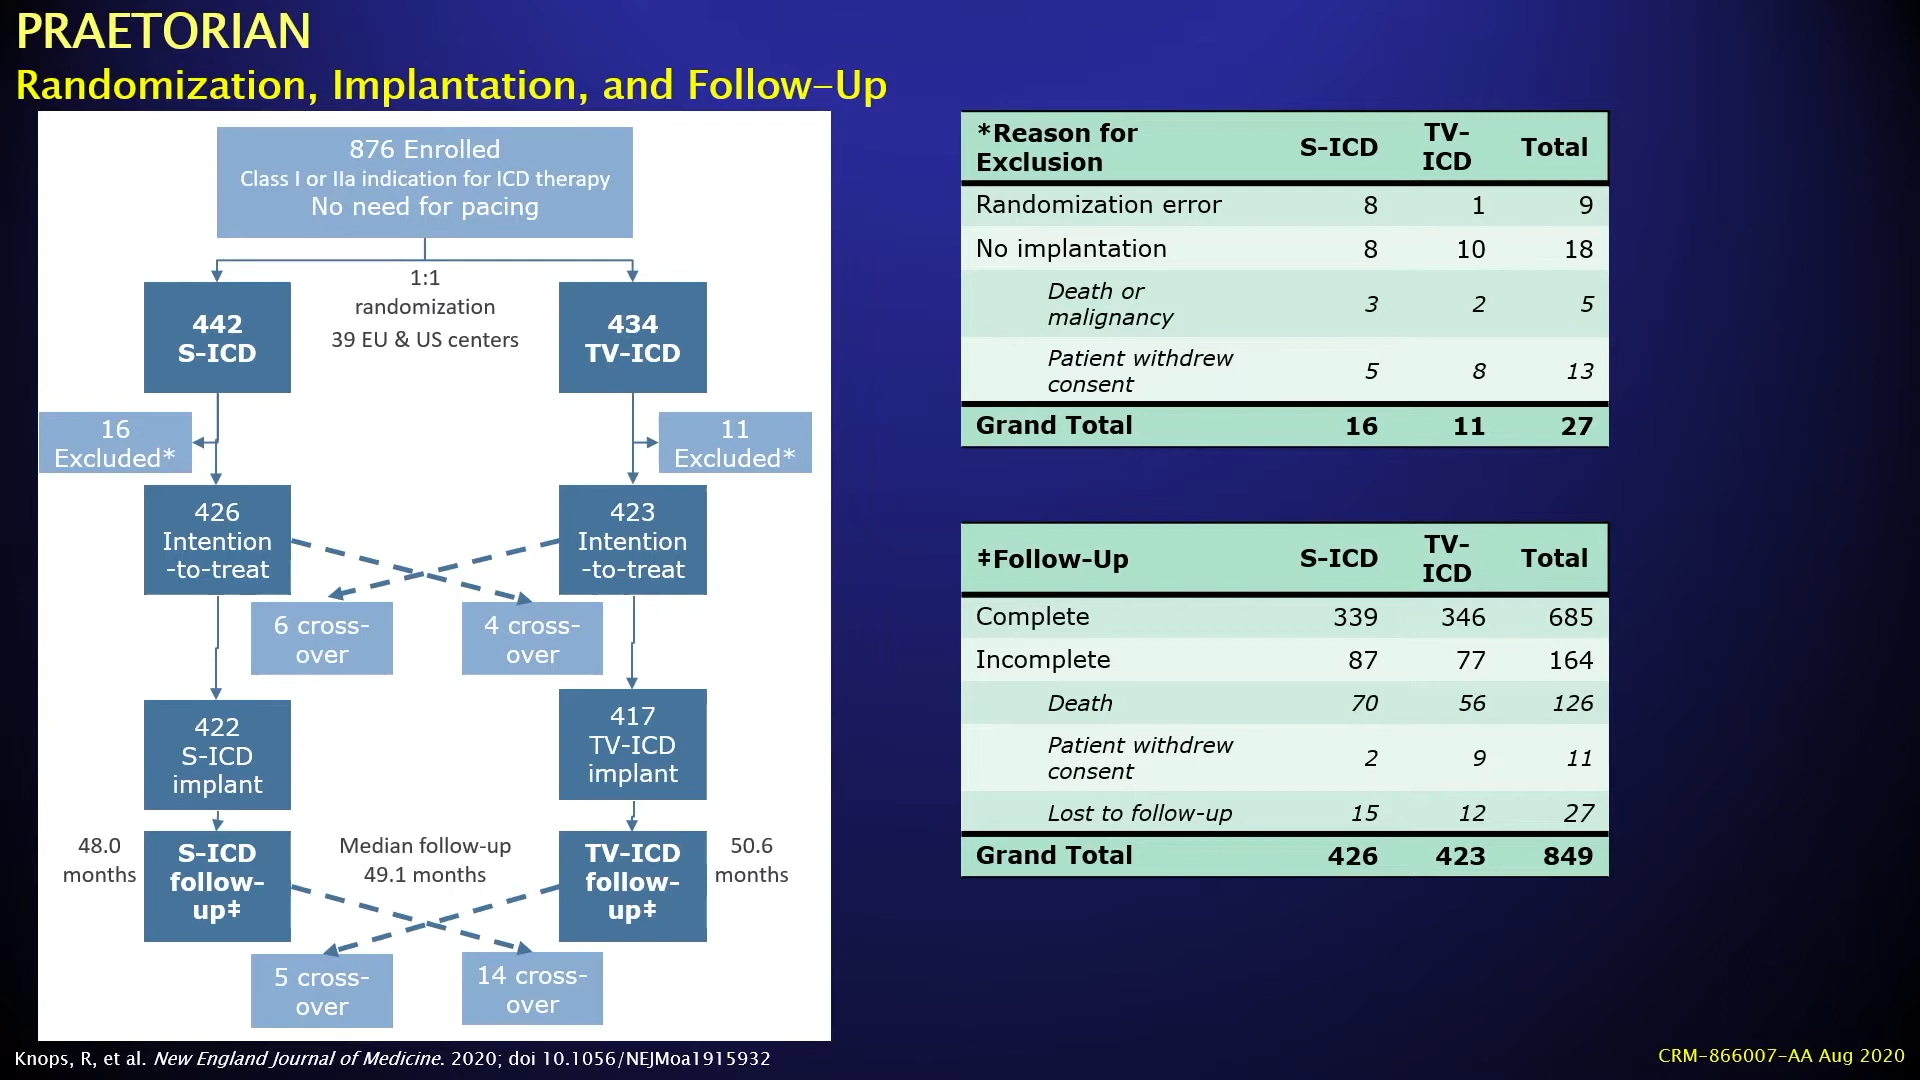 PRAETORIAN
Randomization, Implantation, and Follow-Up
876 Enrolled
Class I or IIa indication for ICD therapy
No need for pacing
1:1
randomization
39 EU & US centers
442
S-ICD
434
TV-ICD
16
Excluded*
11
Excluded*
426
Intention
-to-treat
423
Intention
-to-treat
6 cross-
over
4 cross-
over
422
S-ICD
implant
417
TV-ICD
implant
48.0
months
S-ICD
follow-
up‡
Median follow-up
49.1 months
TV-ICD
follow-
up‡
50.6
months
5 cross-
over
14 cross-
over
*Reason for
Exclusion S-ICD TV-
ICD Total
Randomization error 8 1 9
No implantation 8 10 18
Death or
malignancy 3 2 5
Patient withdrew
consent 5 8 13
Grand Total 16 11 27
‡Follow-Up S-ICD TV-
ICD Total
Complete 339 346 685
Incomplete 87 77 164
Death 70 56 126
Patient withdrew
consent 2 9 11
Lost to follow-up 15 12 27
Grand Total 426 423 849
Knops, R, et al. New England Journal of Medicine. 2020; doi 10.1056/NEJMoa1915932
CRM-866007-AA Aug 2020